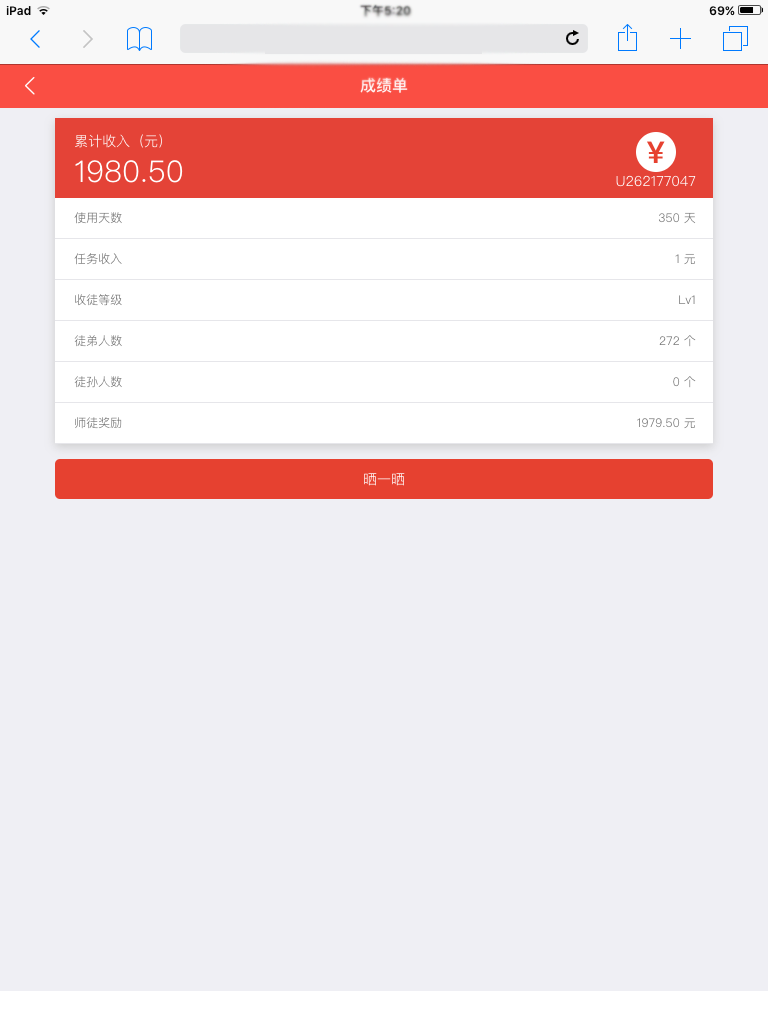 iPad 下午5:20 69%
成绩单
累计收入（元）
1980.50
¥
U262177047
使用天数 350 天
任务收入 1 元
收徒等级 Lv1
徒弟人数 272 个
徒孙人数 0 个
师徒奖励 1979.50 元
晒一晒